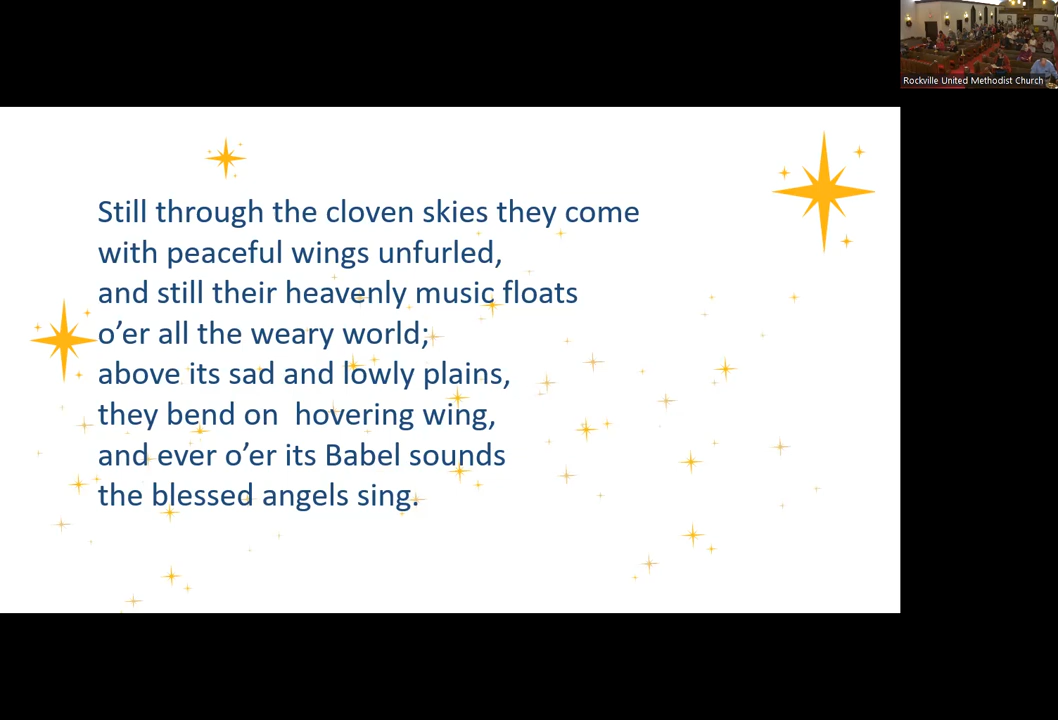 Rockville United Methodist Church
Still through the cloven skies they come
with peaceful wings unfurled,
and still their heavenly music floats
o’er all the weary world;
above its sad and lowly plains,
they bend on  hovering wing,
and ever o’er its Babel sounds
the blessed angels sing.